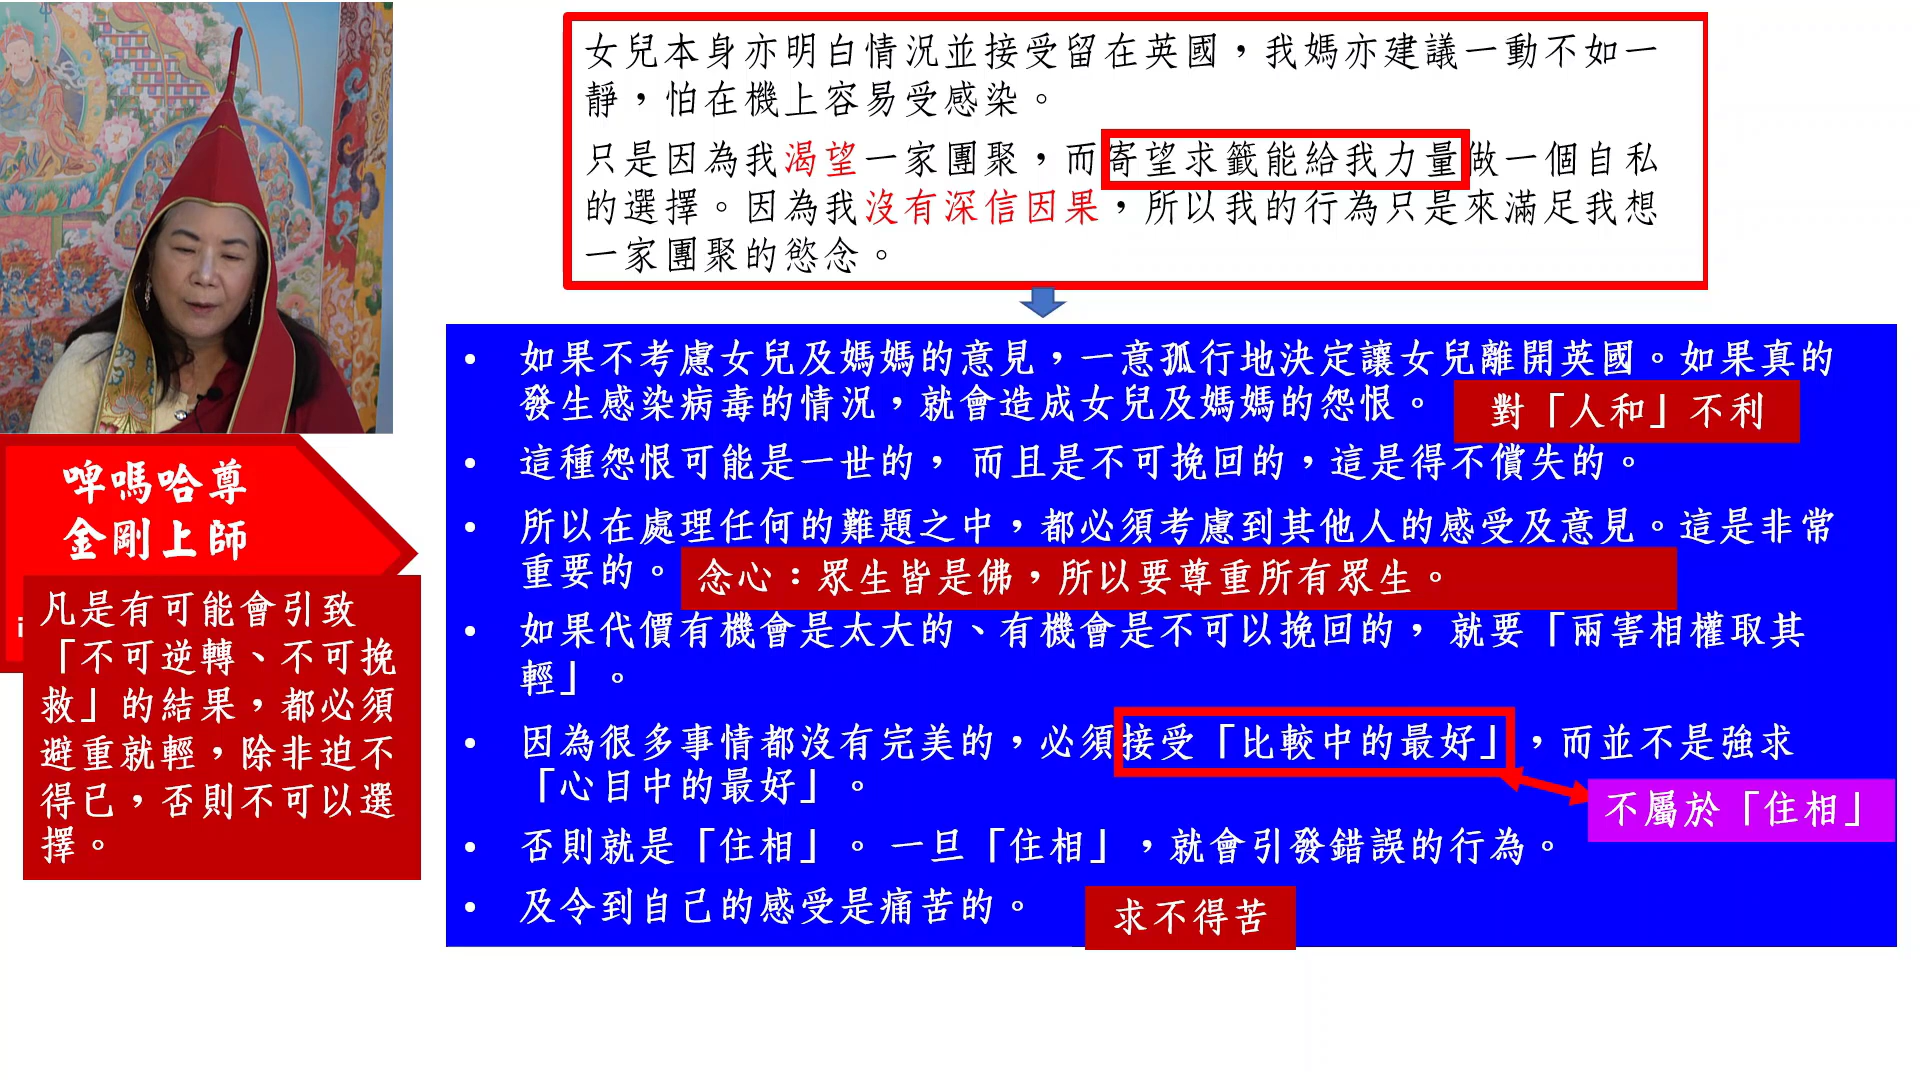 女兒本身亦明白情況並接受留在英國，我媽亦建議一動不如一
靜，怕在機上容易受感染。
只是因為我渴望一家團聚，而寄望求籤能給我力量做一個自私
的選擇。因為我沒有深信因果，所以我的行為只是來滿足我想
一家團聚的慾念。
• 如果不考慮女兒及媽媽的意見，一意孤行地決定讓女兒離開英國。如果真的
發生感染病毒的情況，就會造成女兒及媽媽的怨恨。
對「人和」不利
• 這種怨恨可能是一世的， 而且是不可挽回的，這是得不償失的。
• 所以在處理任何的難題之中，都必須考慮到其他人的感受及意見。這是非常
重要的。
念心：眾生皆是佛，所以要尊重所有眾生。
• 如果代價有機會是太大的、有機會是不可以挽回的， 就要「兩害相權取其
輕」。
• 因為很多事情都沒有完美的，必須接受「比較中的最好」，而並不是強求
「心目中的最好」。
不屬於「住相」
• 否則就是「住相」。 一旦「住相」，就會引發錯誤的行為。
• 及令到自己的感受是痛苦的。
求不得苦
啤嗎哈尊
金剛上師
凡是有可能會引致
「不可逆轉、不可挽
救」的結果，都必須
避重就輕，除非迫不
得已，否則不可以選
擇。